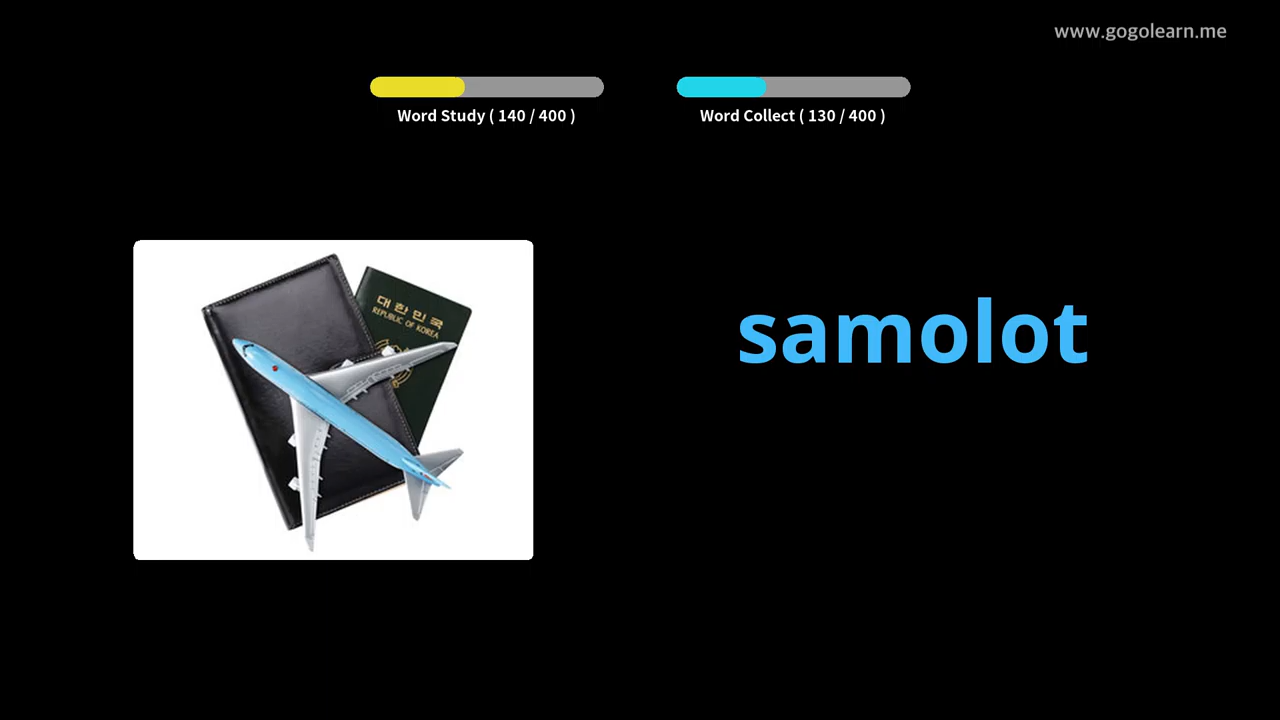 www.gogolearn.me
Word Study ( 140 / 400 )
Word Collect ( 130 / 400 )
대한민국
REPUBLIC OF KOREA
samolot